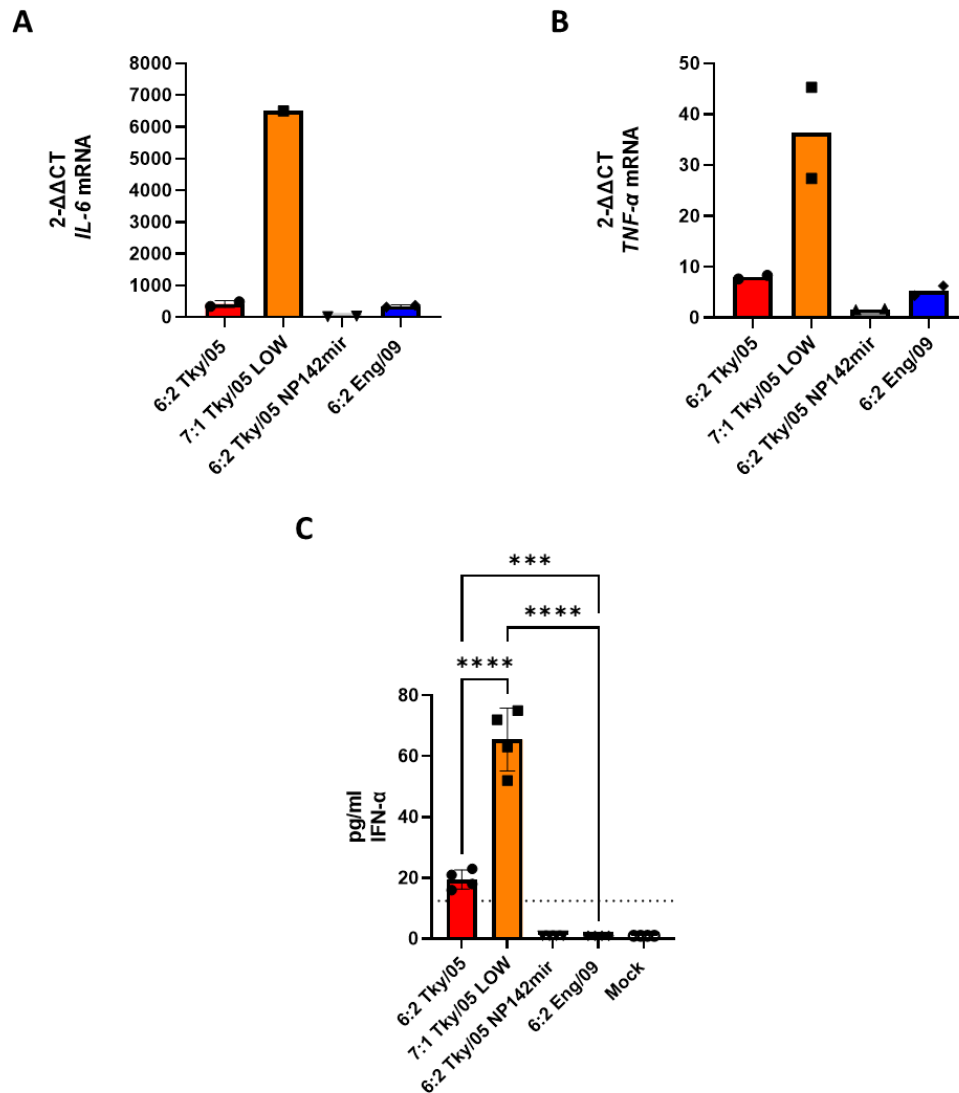 A
8000
7000
6000
5000
4000
3000
2000
1000
0
2-ΔΔCT
IL-6 mRNA
6:2 Tky/05
7:1 Tky/05 LOW
6:2 Tky/05 NP142mir
6:2 Eng/09
B
50
40
30
20
10
0
2-ΔΔCT
TNF-α mRNA
6:2 Tky/05
7:1 Tky/05 LOW
6:2 Tky/05 NP142mir
6:2 Eng/09
C
***
****
****
80
60
40
20
0
pg/ml
IFN-α
6:2 Tky/05
7:1 Tky/05 LOW
6:2 Tky/05 NP142mir
6:2 Eng/09
Mock